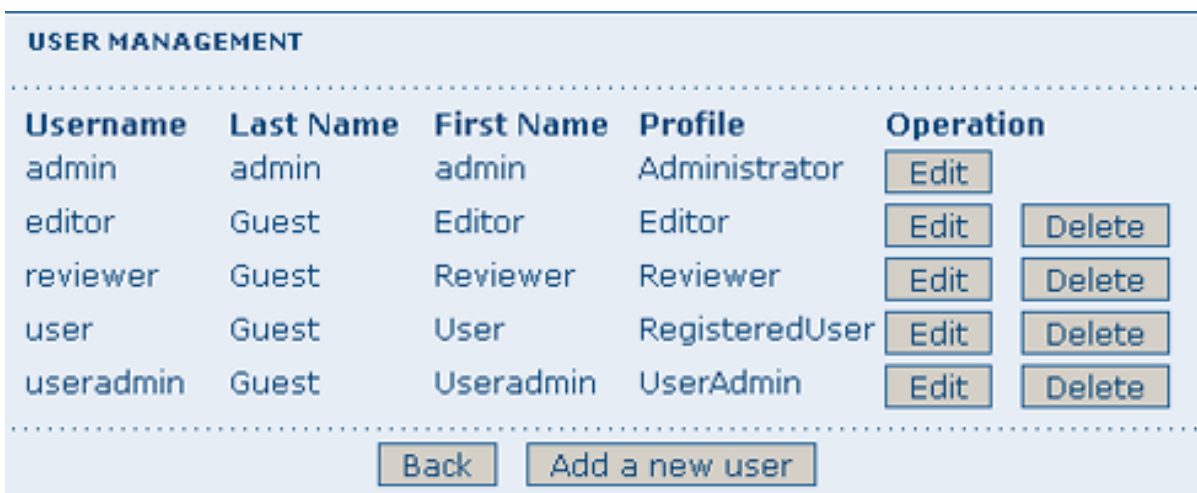 USER MANAGEMENT
Username Last Name First Name Profile Operation
admin admin admin Administrator Edit
editor Guest Editor Editor Edit Delete
reviewer Guest Reviewer Reviewer Edit Delete
user Guest User RegisteredUser Edit Delete
useradmin Guest Useradmin UserAdmin Edit Delete
Back Add a new user